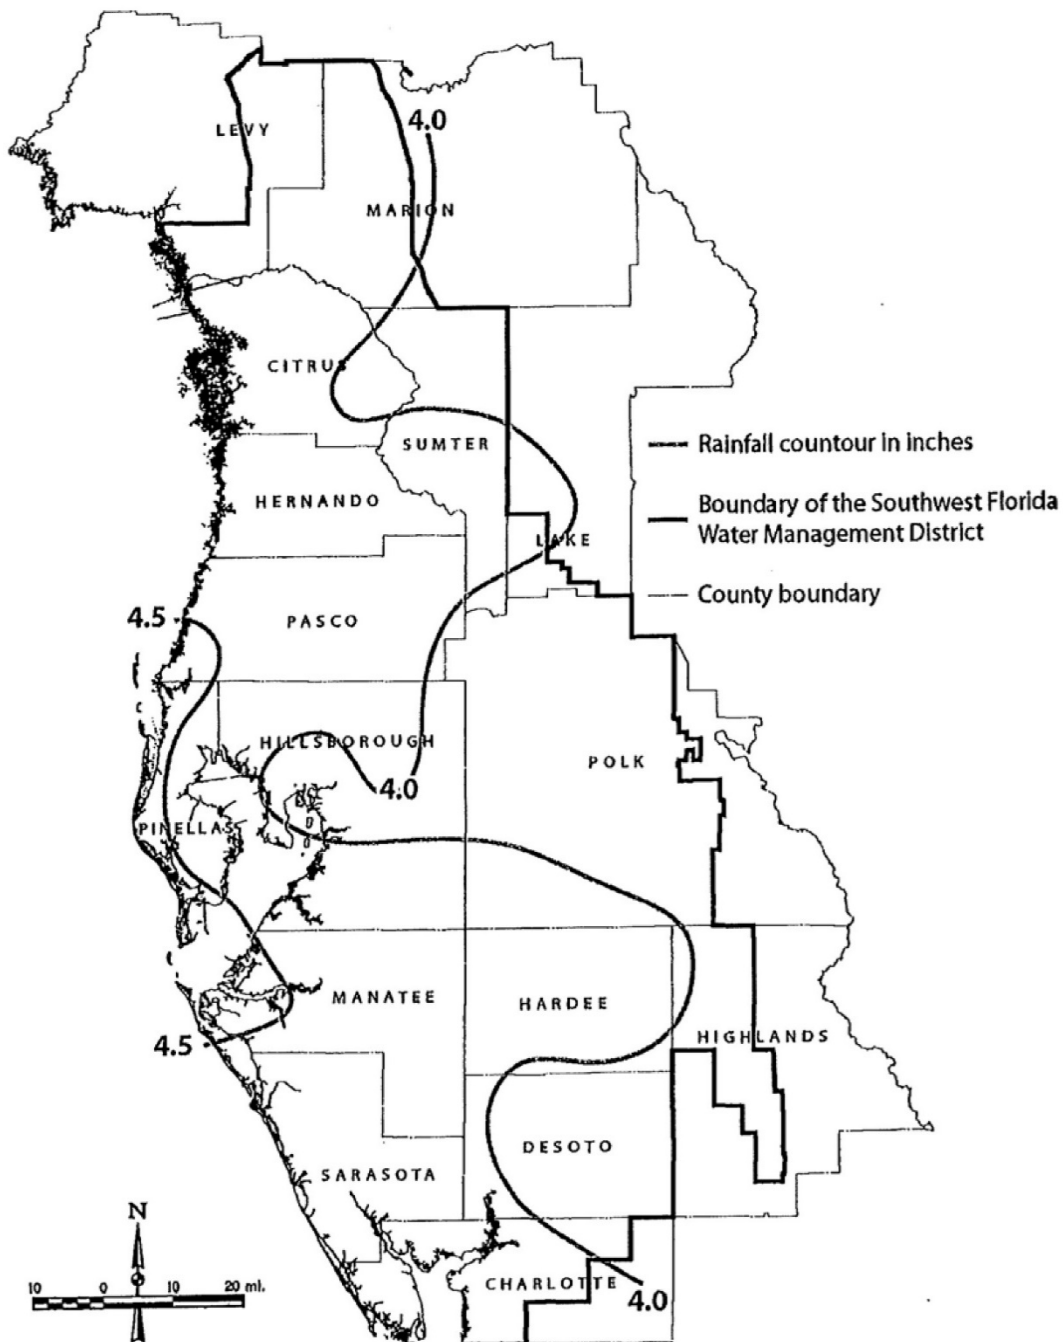 4.0
LEVY
MARION
CITRUS
SUMTER
Rainfall countour in inches
HERNANDO
Boundary of the Southwest Florida
Water Management District
LAKE
County boundary
4.5
PASCO
HILLSBOROUGH
POLK
4.0
PINELLAS
MANATEE
HARDEE
HIGHLANDS
4.5
DESOTO
SARASOTA
N
CHARLOTTE
4.0
10 0 10 20 mi.